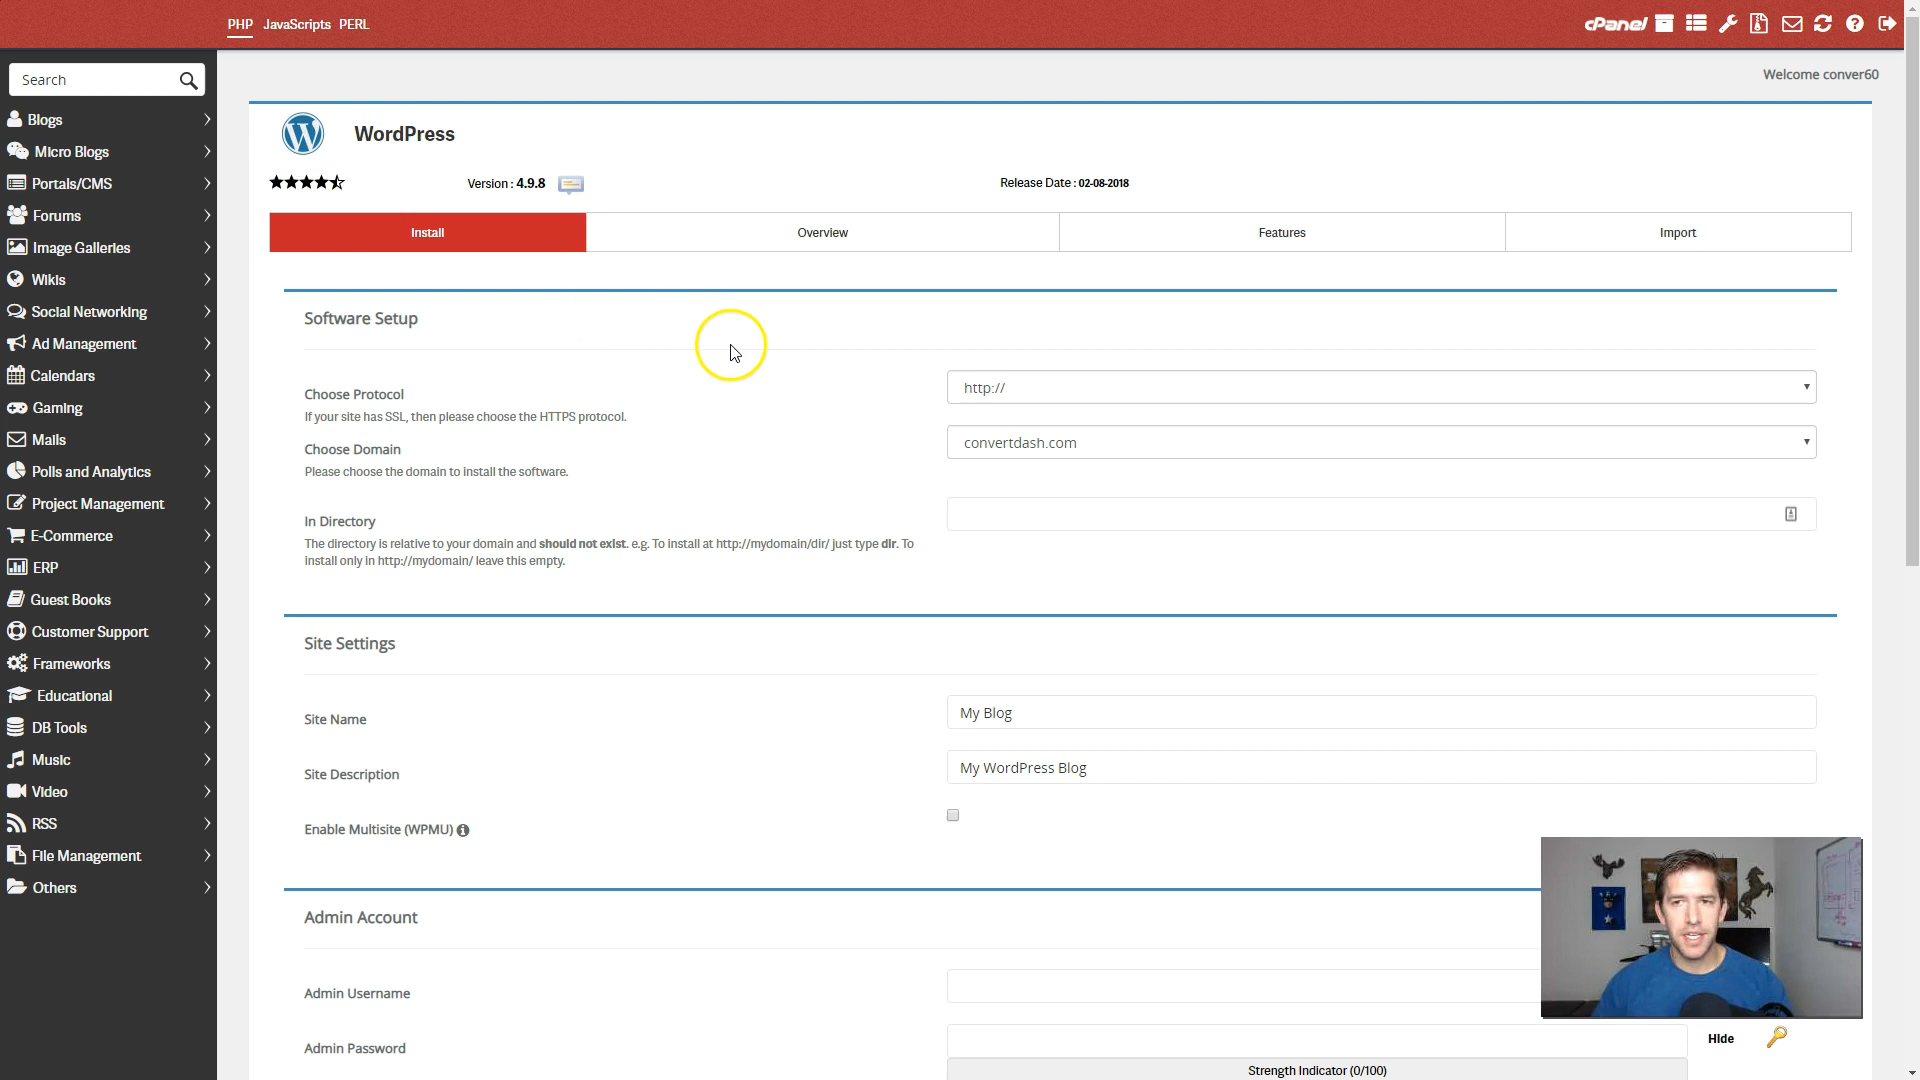 PHP JavaScripts PERL
cPanel
Search
Welcome conver60
Blogs
Micro Blogs
Portals/CMS
Forums
Image Galleries
Wikis
Social Networking
Ad Management
Calendars
Gaming
Mails
Polls and Analytics
Project Management
E-Commerce
ERP
Guest Books
Customer Support
Frameworks
Educational
DB Tools
Music
Video
RSS
File Management
Others
WordPress
Version : 4.9.8
Release Date : 02-08-2018
Install Overview Features Import
Software Setup
Choose Protocol
If your site has SSL, then please choose the HTTPS protocol.
http://
Choose Domain
Please choose the domain to install the software.
convertdash.com
In Directory
The directory is relative to your domain and should not exist. e.g. To install at http://mydomain/dir/ just type dir. To
install only in http://mydomain/ leave this empty.
Site Settings
Site Name
My Blog
Site Description
My WordPress Blog
Enable Multisite (WPMU)
Admin Account
Admin Username
Admin Password
Hide
Strength Indicator (0/100)